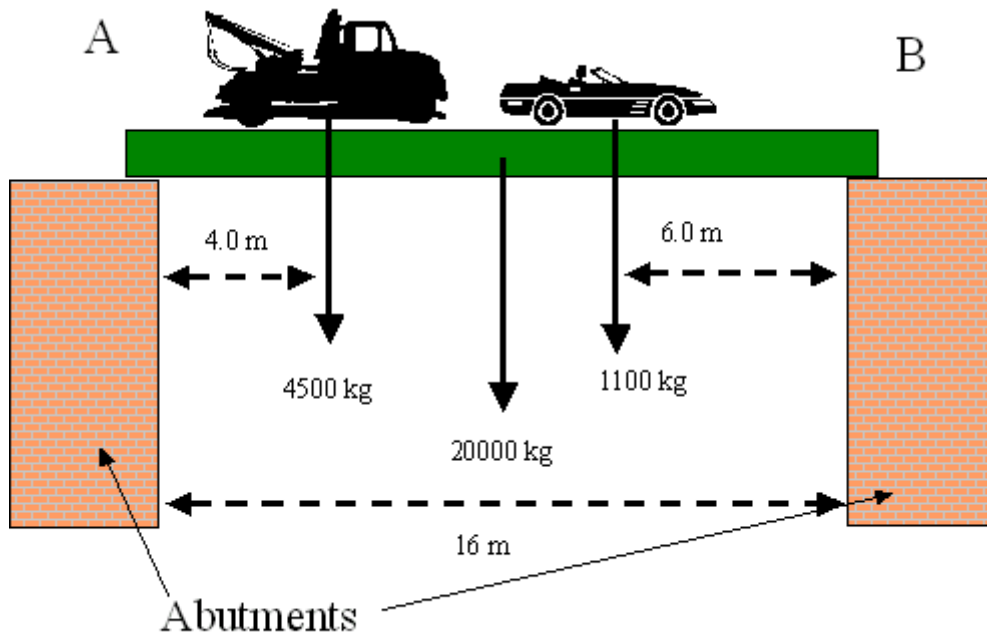 A
B
4.0 m
6.0 m
4500 kg
1100 kg
20000 kg
16 m
Abutments